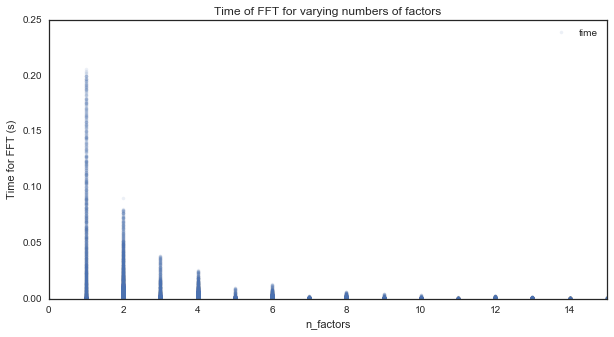 Time of FFT for varying numbers of factors
time
0.25
0.20
0.15
0.10
0.05
0.00
Time for FFT (s)
0 2 4 6 8 10 12 14
n_factors